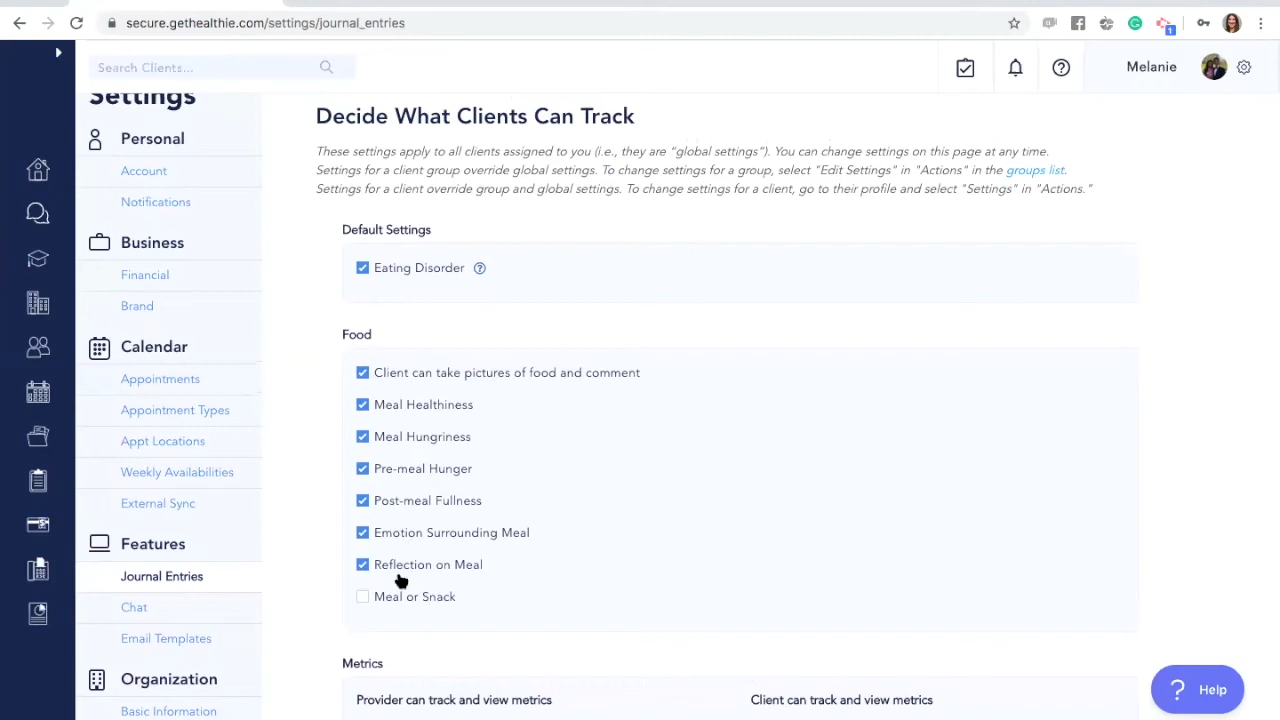 secure.gethealthie.com/settings/journal_entries
1
Search Clients...
Melanie
Settings
Personal
Account
Notifications
Business
Financial
Brand
Calendar
Appointments
Appointment Types
Appt Locations
Weekly Availabilities
External Sync
Features
Journal Entries
Chat
Email Templates
Organization
Basic Information
Decide What Clients Can Track
These settings apply to all clients assigned to you (i.e., they are “global settings”). You can change settings on this page at any time.
Settings for a client group override global settings. To change settings for a group, select "Edit Settings" in "Actions" in the groups list.
Settings for a client override group and global settings. To change settings for a client, go to their profile and select "Settings" in "Actions."
Default Settings
Eating Disorder
Food
Client can take pictures of food and comment
Meal Healthiness
Meal Hungriness
Pre-meal Hunger
Post-meal Fullness
Emotion Surrounding Meal
Reflection on Meal
Meal or Snack
Metrics
Provider can track and view metrics
Client can track and view metrics
? Help